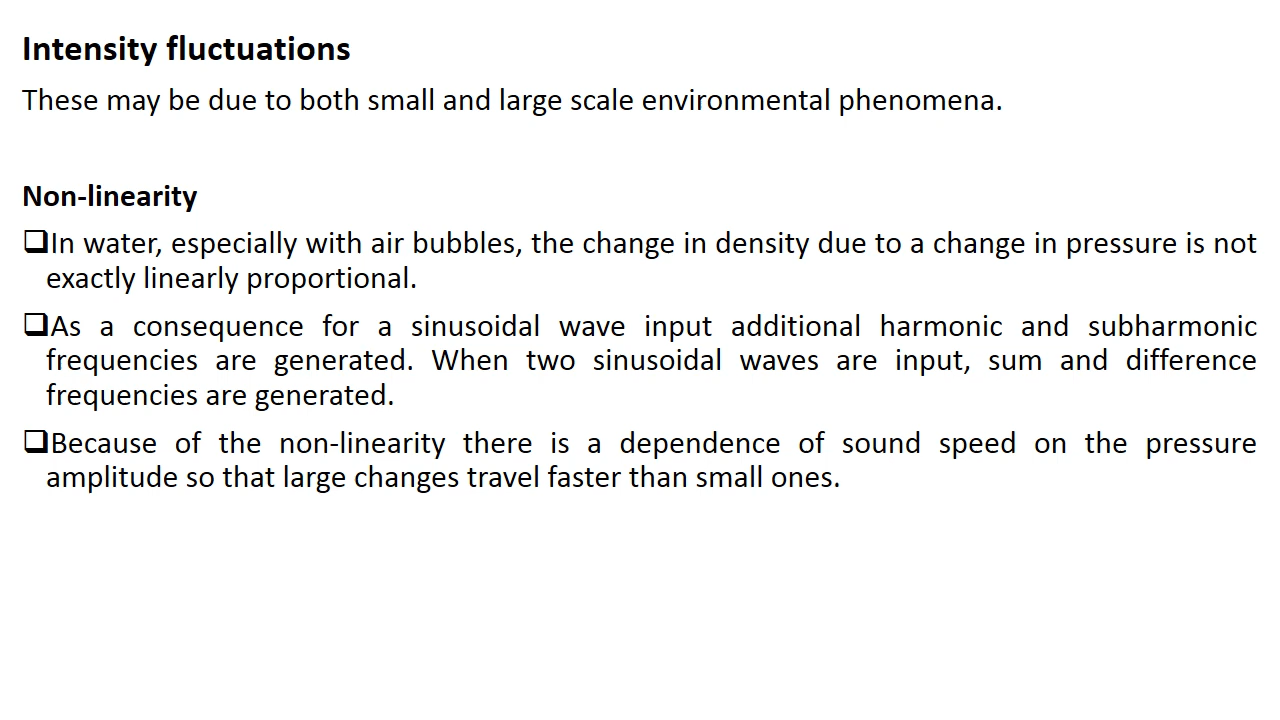 Intensity fluctuations
These may be due to both small and large scale environmental phenomena.
Non-linearity
❑In water, especially with air bubbles, the change in density due to a change in pressure is not
exactly linearly proportional.
❑As a consequence for a sinusoidal wave input additional harmonic and subharmonic
frequencies are generated. When two sinusoidal waves are input, sum and difference
frequencies are generated.
❑Because of the non-linearity there is a dependence of sound speed on the pressure
amplitude so that large changes travel faster than small ones.